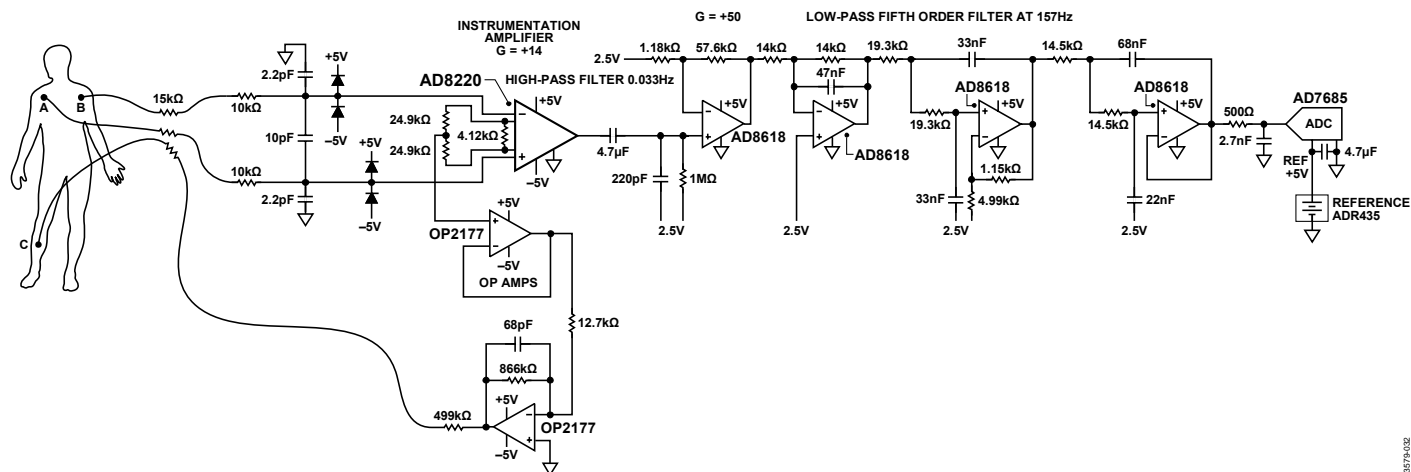 INSTRUMENTATION
AMPLIFIER
G = +14
G = +50
LOW-PASS FIFTH ORDER FILTER AT 157Hz
AD8220
HIGH-PASS FILTER 0.033Hz
A
B
C
15kΩ
10kΩ
10kΩ
2.2pF
10pF
2.2pF
+5V
–5V
+5V
–5V
24.9kΩ
24.9kΩ
4.12kΩ
–
+
+5V
–5V
4.7µF
220pF
1MΩ
2.5V
2.5V
1.18kΩ
57.6kΩ
–
+
+5V
AD8618
14kΩ
14kΩ
47nF
–
+
+5V
AD8618
2.5V
19.3kΩ
33nF
19.3kΩ
AD8618
+
–
+5V
1.15kΩ
4.99kΩ
33nF
2.5V
14.5kΩ
68nF
14.5kΩ
AD8618
+
–
+5V
22nF
2.5V
500Ω
2.7nF
AD7685
ADC
REF
+5V
4.7µF
REFERENCE
ADR435
+5V
+
–
–5V
OP2177
OP AMPS
12.7kΩ
68pF
866kΩ
+5V
–
+
–5V
OP2177
499kΩ
03579-032